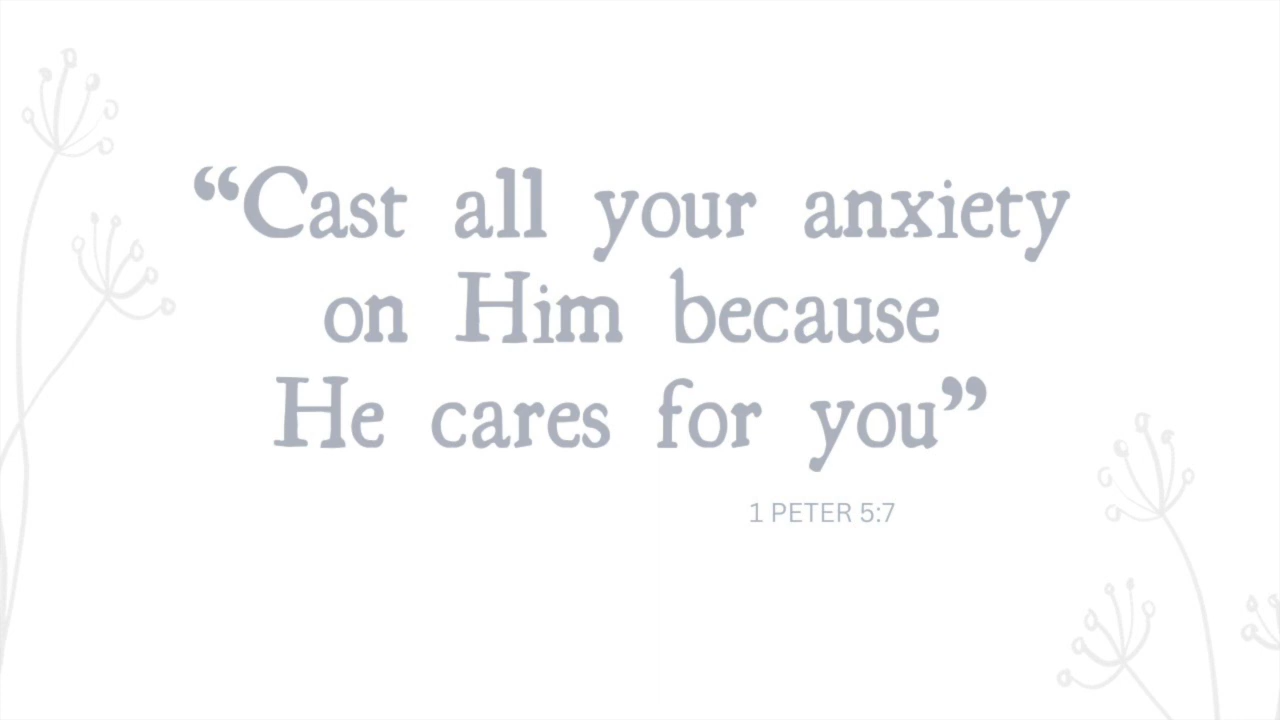 “Cast all your anxiety
on Him because
He cares for you”
1 PETER 5:7